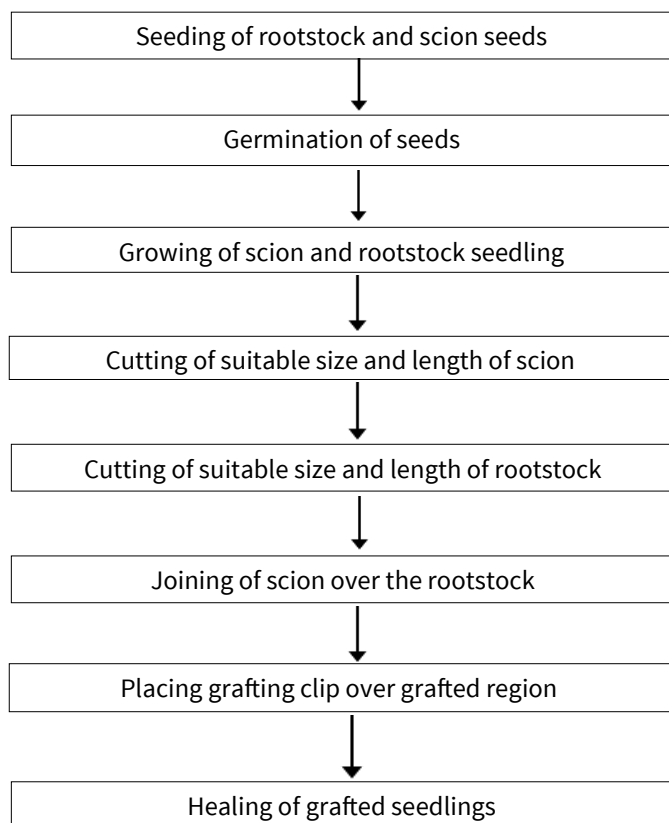 Seeding of rootstock and scion seeds
Germination of seeds
Growing of scion and rootstock seedling
Cutting of suitable size and length of scion
Cutting of suitable size and length of rootstock
Joining of scion over the rootstock
Placing grafting clip over grafted region
Healing of grafted seedlings